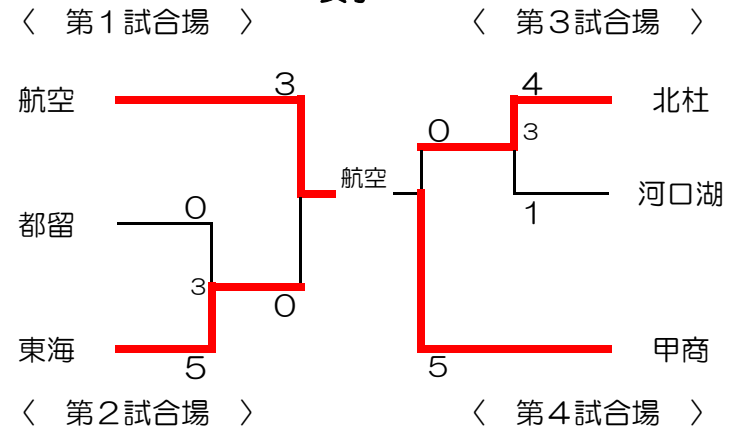 〈 第1試合場 〉 〈 第3試合場 〉
3 4
航空 北杜
0 3
航空
河口湖
0 1
都留
3
0
東海 甲商
5 5
〈 第2試合場 〉 〈 第4試合場 〉